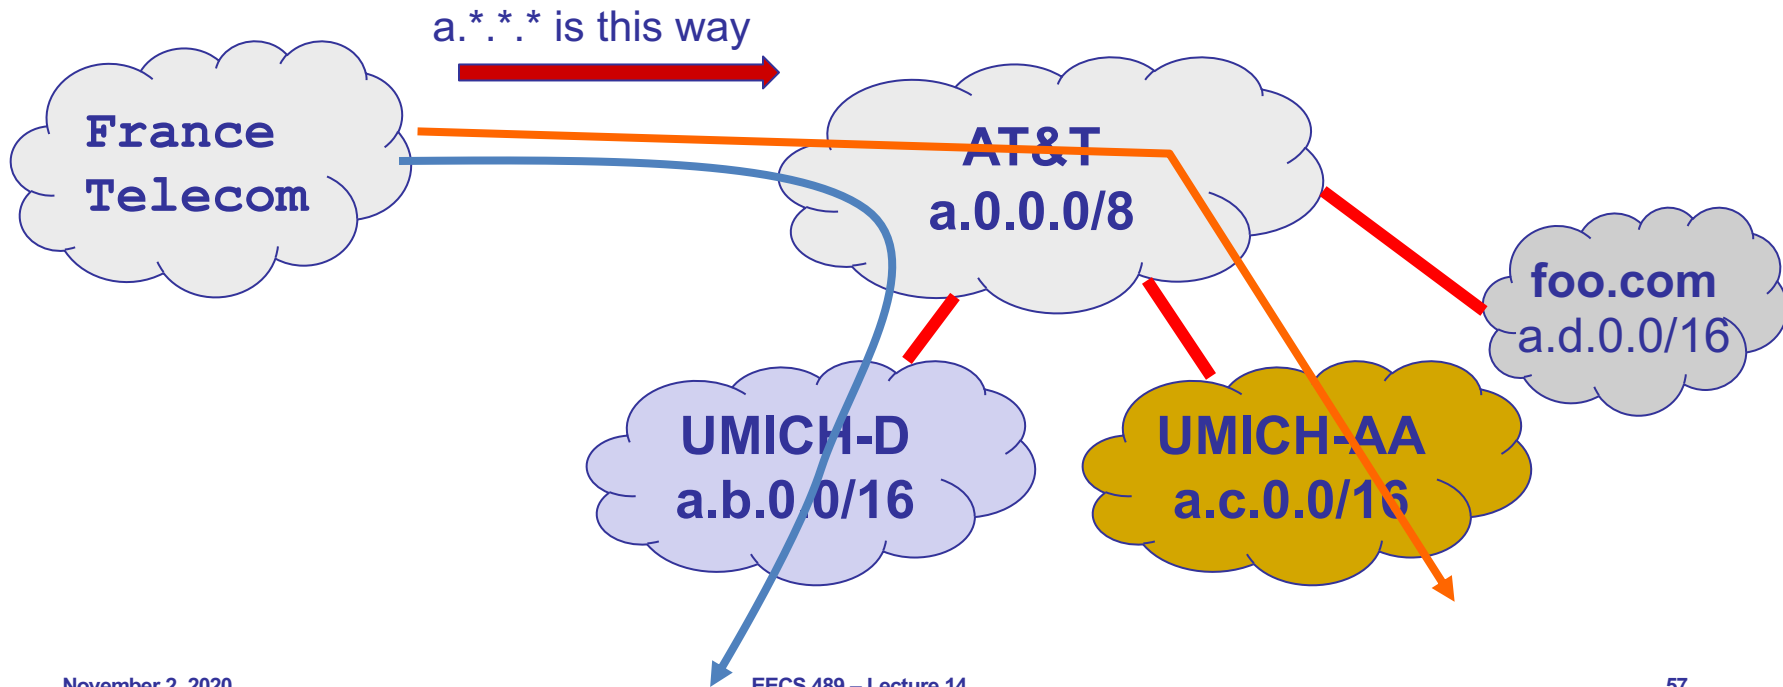 a.*.*.* is this way
France
Telecom
AT&T
a.0.0.0/8
foo.com
a.d.0.0/16
UMICH-D
a.b.0.0/16
UMICH-AA
a.c.0.0/16
November 2, 2020
EECS 489 – Lecture 14
57